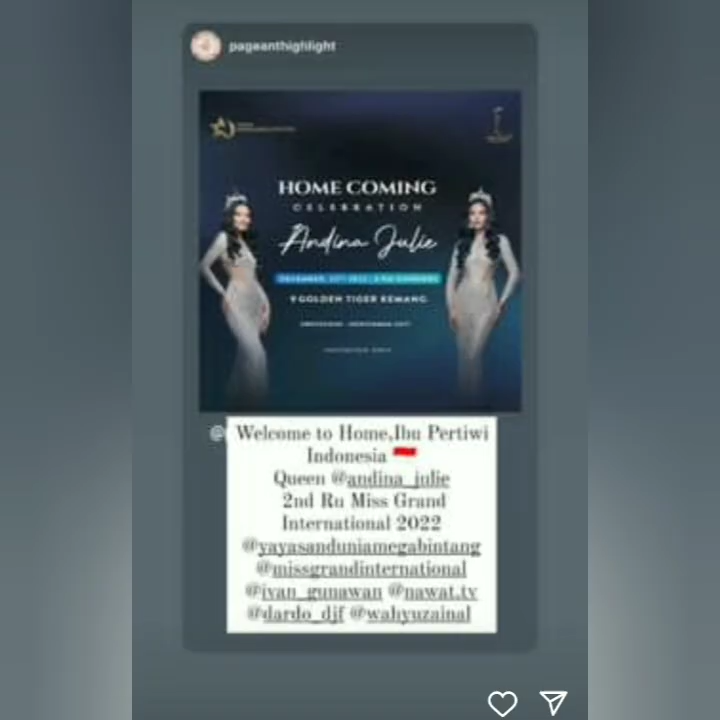 pageanthighlight
HOME COMING
CELEBRATION
Andina Julie
GOLDEN TIGER KEMANG
@
Welcome to Home,Ibu Pertiwi
Indonesia
Queen @andina_julie
2nd Ru Miss Grand
International 2022
@yayasanduniamegabintang
@missgrandinternational
@ivan_gunawan @nawat.tv
@dardo_djf @wahyuzainal